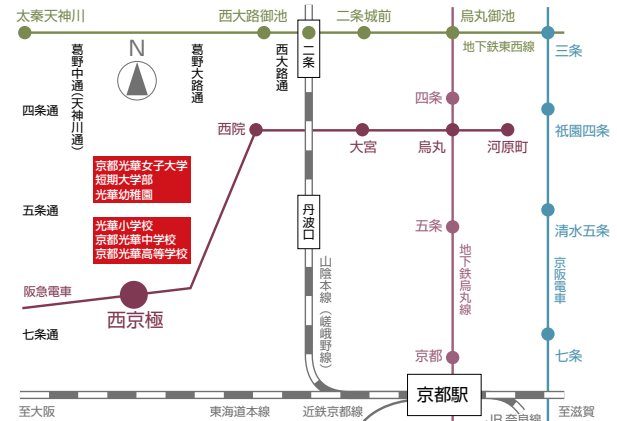 太秦天神川
西大路御池
二条城前
烏丸御池
地下鉄東西線
三条
二条
葛野中通(天神川通)
N
葛野大路通
西大路通
四条通
四条
祇園四条
西院
大宮
烏丸
河原町
京都光華女子大学
短期大学部
光華幼稚園
五条通
丹波口
五条
清水五条
光華小学校
京都光華中学校
京都光華高等学校
山陰本線(嵯峨野線)
地下鉄烏丸線
京阪電車
阪急電車
西京極
七条通
京都
七条
京都駅
至大阪
東海道本線
近鉄京都線
JR奈良線
至滋賀